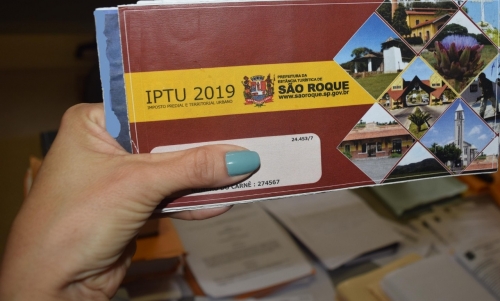 IPTU 2019
IMPOSTO PREDIAL E TERRITORIAL URBANO
PREFEITURA DA
ESTÂNCIA TURÍSTICA DE
SÃO ROQUE
www.saoroque.sp.gov.br
24.453/7
CARNÊ : 274567